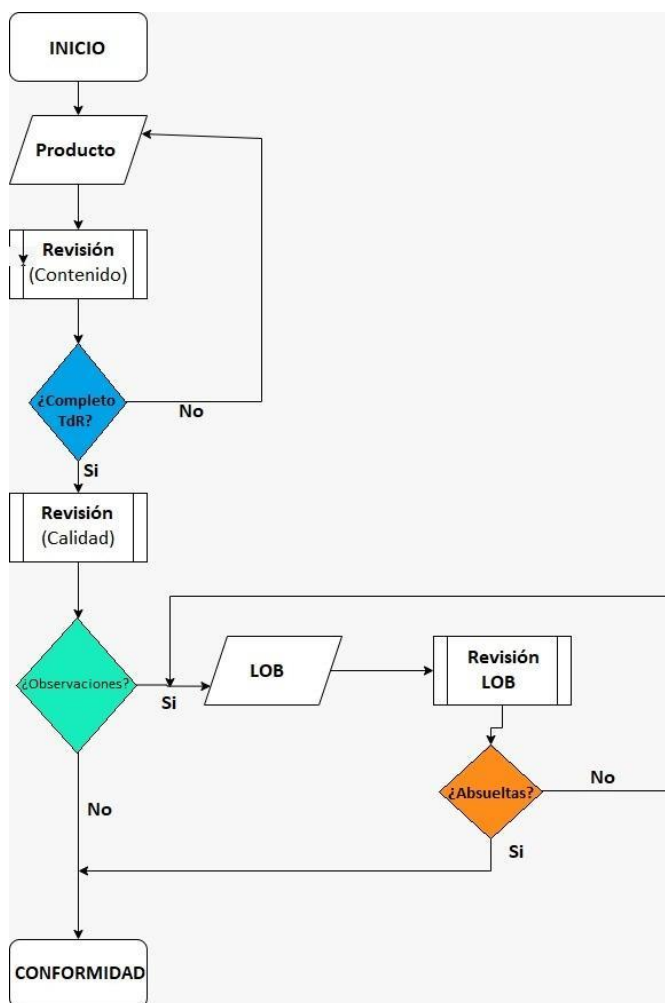 INICIO
Producto
Revisión
(Contenido)
¿Completo
TdR?
No
Si
Revisión
(Calidad)
¿Observaciones?
Si
LOB
Revisión
LOB
¿Absueltas?
No
Si
No
CONFORMIDAD